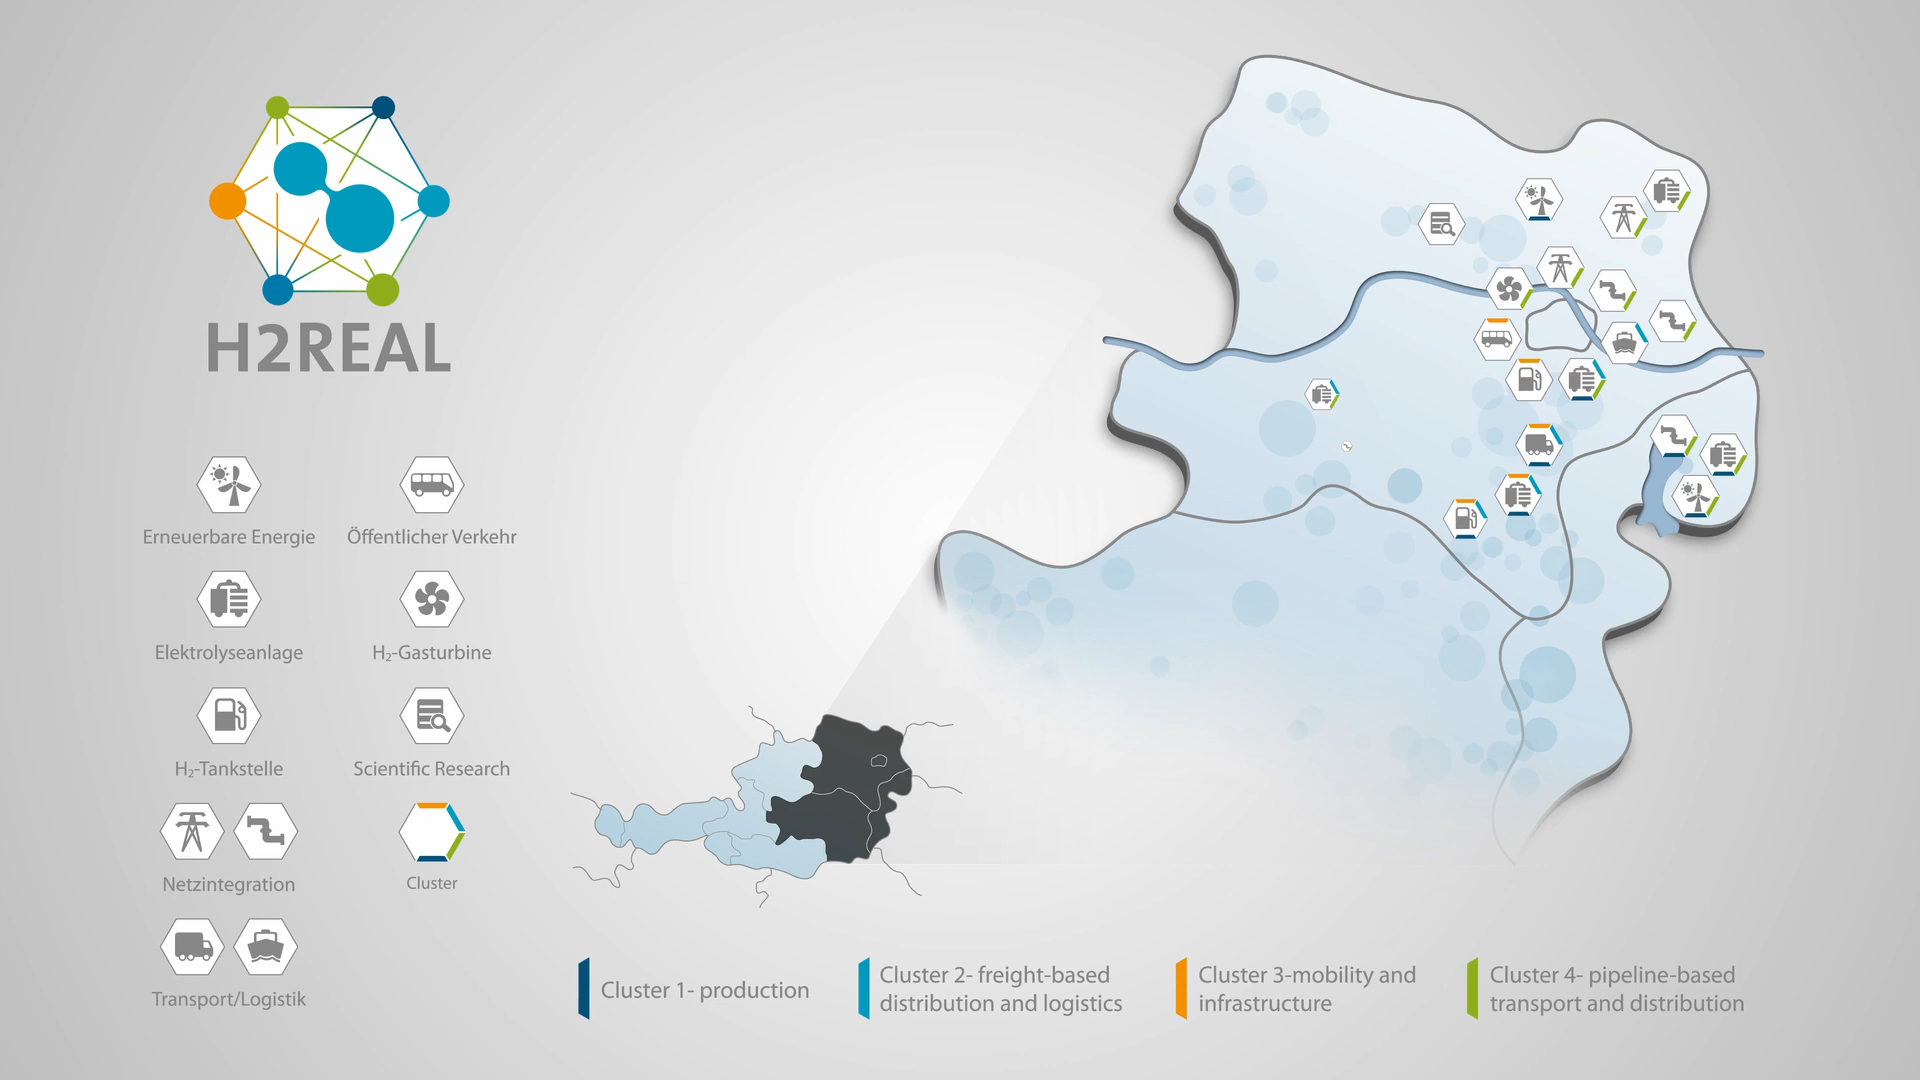 H2REAL
Erneuerbare Energie
Öffentlicher Verkehr
Elektrolyseanlage
H₂-Gasturbine
H₂-Tankstelle
Scientific Research
Netzintegration
Cluster
Transport/Logistik
Cluster 1- production
Cluster 2- freight-based
distribution and logistics
Cluster 3-mobility and
infrastructure
Cluster 4- pipeline-based
transport and distribution